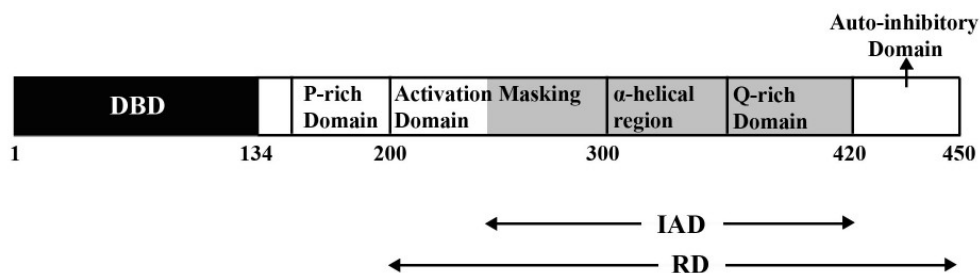 Auto-inhibitory
Domain
DBD
P-rich
Domain
Activation
Domain
Masking
α-helical
region
Q-rich
Domain
1
134
200
300
420
450
IAD
RD